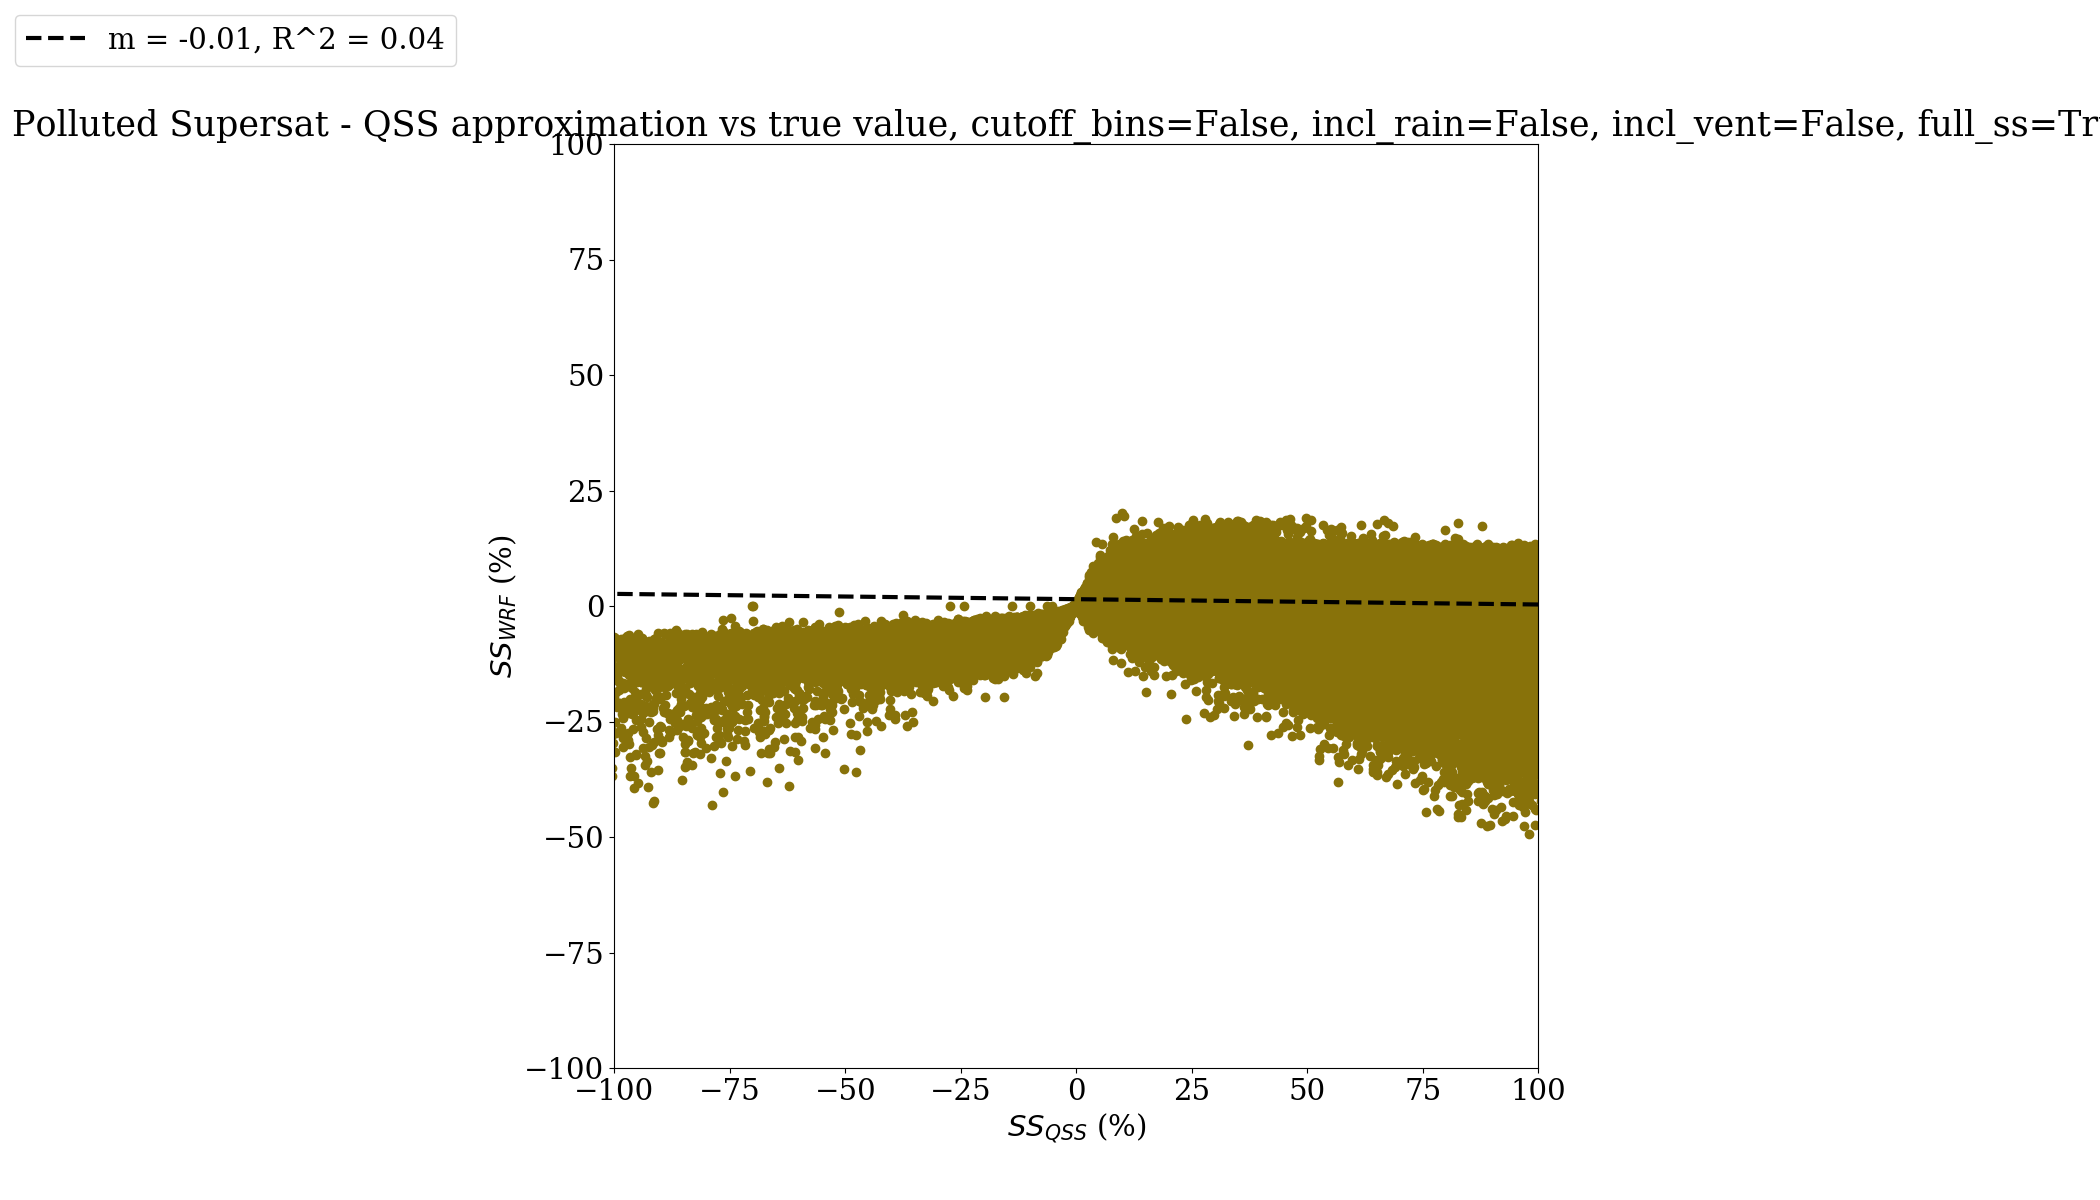 m = -0.01, R^2 = 0.04
Polluted Supersat - QSS approximation vs true value, cutoff_bins=False, incl_rain=False, incl_vent=False, full_ss=Tr
100
75
50
25
0
−25
−50
−75
−100
SS_WRF (%)
−100 −75 −50 −25 0 25 50 75 100
SS_QSS (%)